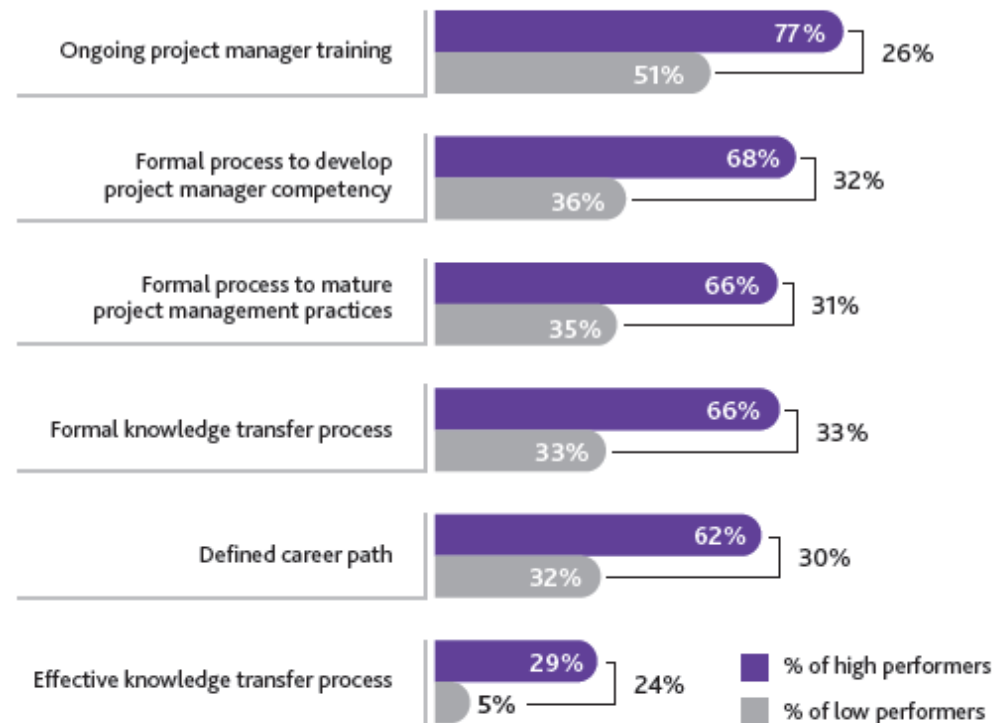 Ongoing project manager training
77%
51%
26%
Formal process to develop
project manager competency
68%
36%
32%
Formal process to mature
project management practices
66%
35%
31%
Formal knowledge transfer process
66%
33%
33%
Defined career path
62%
32%
30%
Effective knowledge transfer process
29%
5%
24%
% of high performers
% of low performers